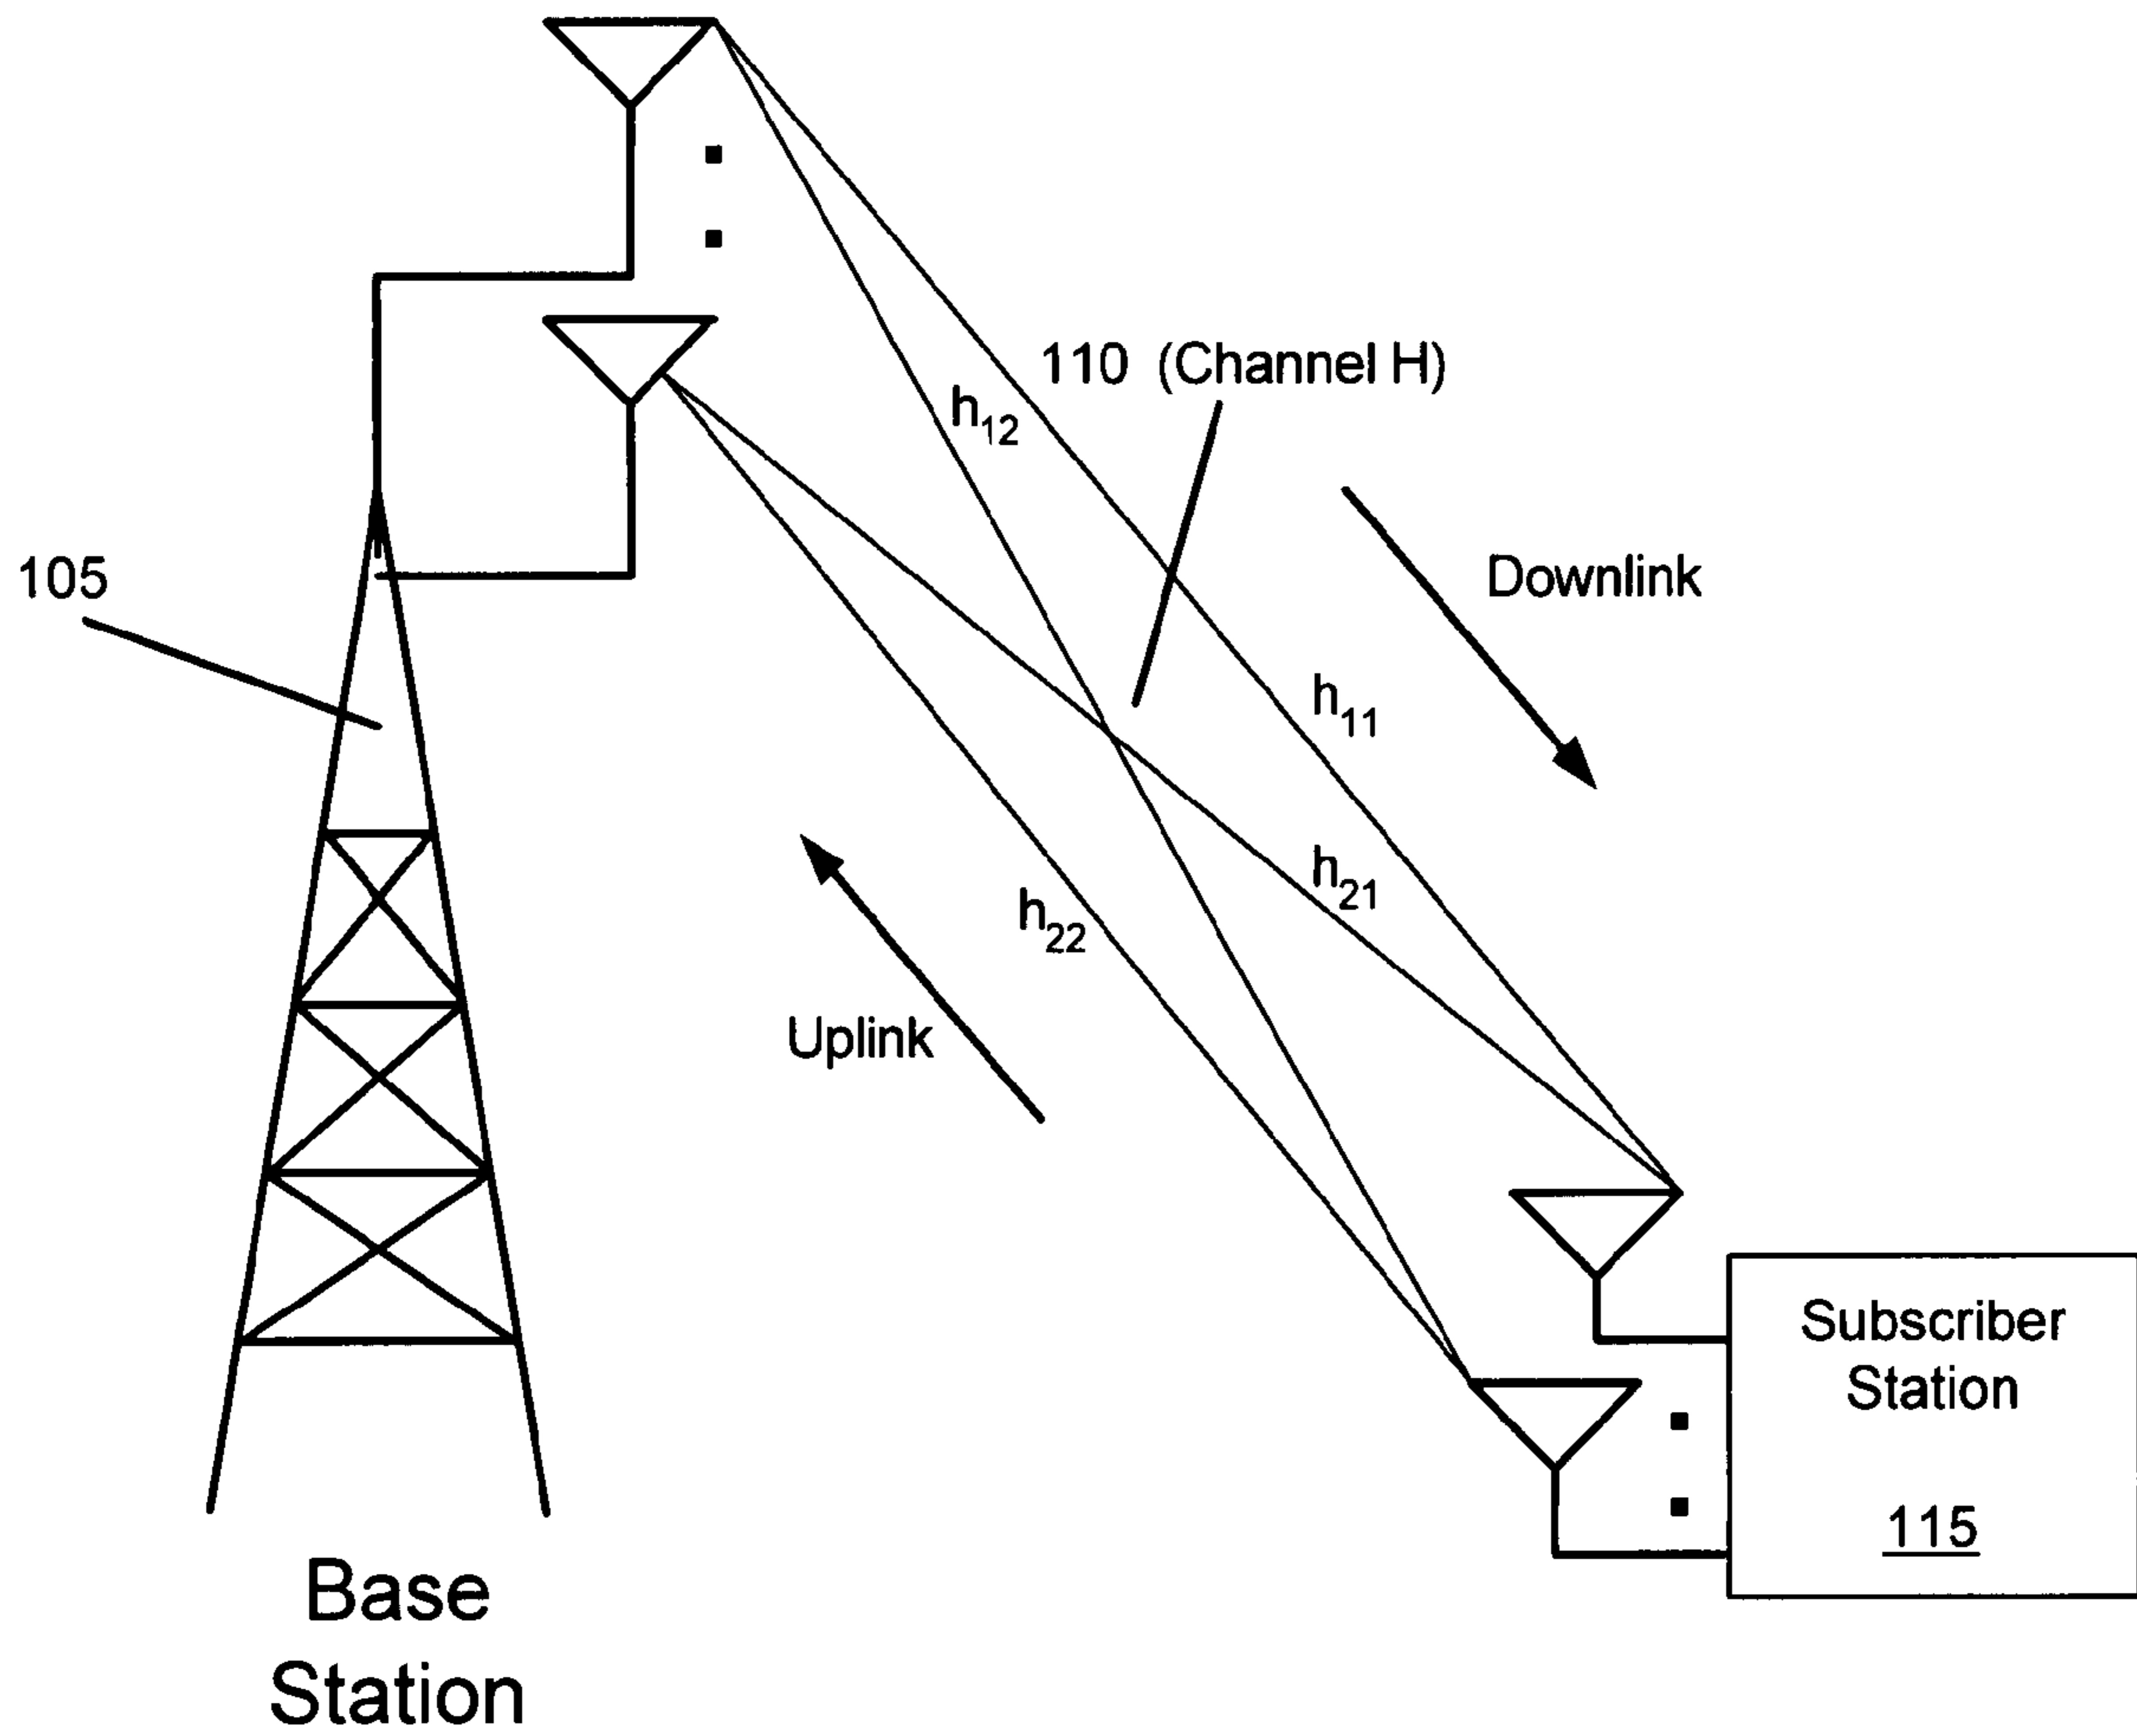 110 (Channel H)
h12
105
Downlink
h11
h21
h22
Uplink
Subscriber
Station
115
Base
Station